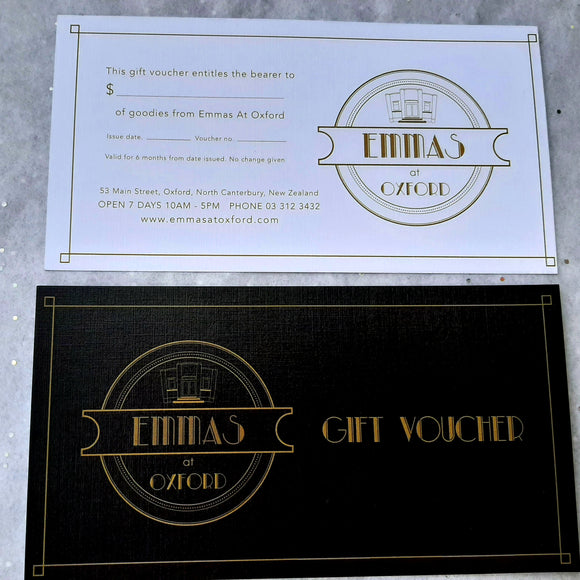 This gift voucher entitles the bearer to
$
of goodies from Emmas At Oxford
Issue date. Voucher no.
Valid for 6 months from date issued. No change given
53 Main Street, Oxford, North Canterbury, New Zealand
OPEN 7 DAYS 10AM - 5PM PHONE 03 312 3432
www.emmasatoxford.com
EMMAS
at
OXFORD
EMMAS
at
OXFORD
GIFT VOUCHER